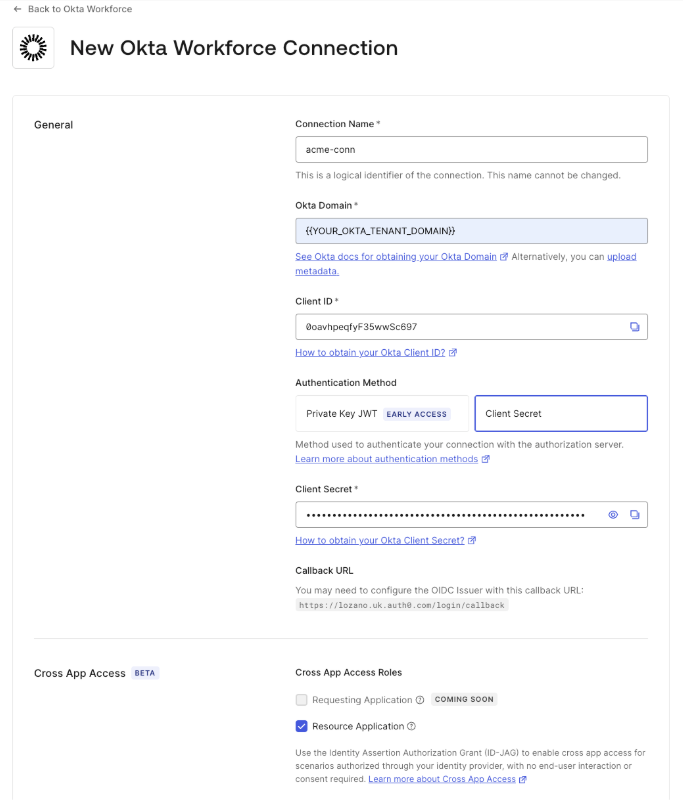 Back to Okta Workforce
New Okta Workforce Connection
General
Connection Name *
acme-conn
This is a logical identifier of the connection. This name cannot be changed.
Okta Domain *
{{YOUR_OKTA_TENANT_DOMAIN}}
See Okta docs for obtaining your Okta Domain Alternatively, you can upload
metadata.
Client ID *
0oavhpeqfyF35wwSc697
How to obtain your Okta Client ID?
Authentication Method
Private Key JWT EARLY ACCESS
Client Secret
Method used to authenticate your connection with the authorization server.
Learn more about authentication methods
Client Secret *
••••••••••••••••••••••••••••••••••••••••••••••••••••••
How to obtain your Okta Client Secret?
Callback URL
You may need to configure the OIDC Issuer with this callback URL:
https://lozano.uk.auth0.com/login/callback
Cross App Access BETA
Cross App Access Roles
Requesting Application COMING SOON
Resource Application
Use the Identity Assertion Authorization Grant (ID-JAG) to enable cross app access for
scenarios authorized through your identity provider, with no end-user interaction or
consent required. Learn more about Cross App Access